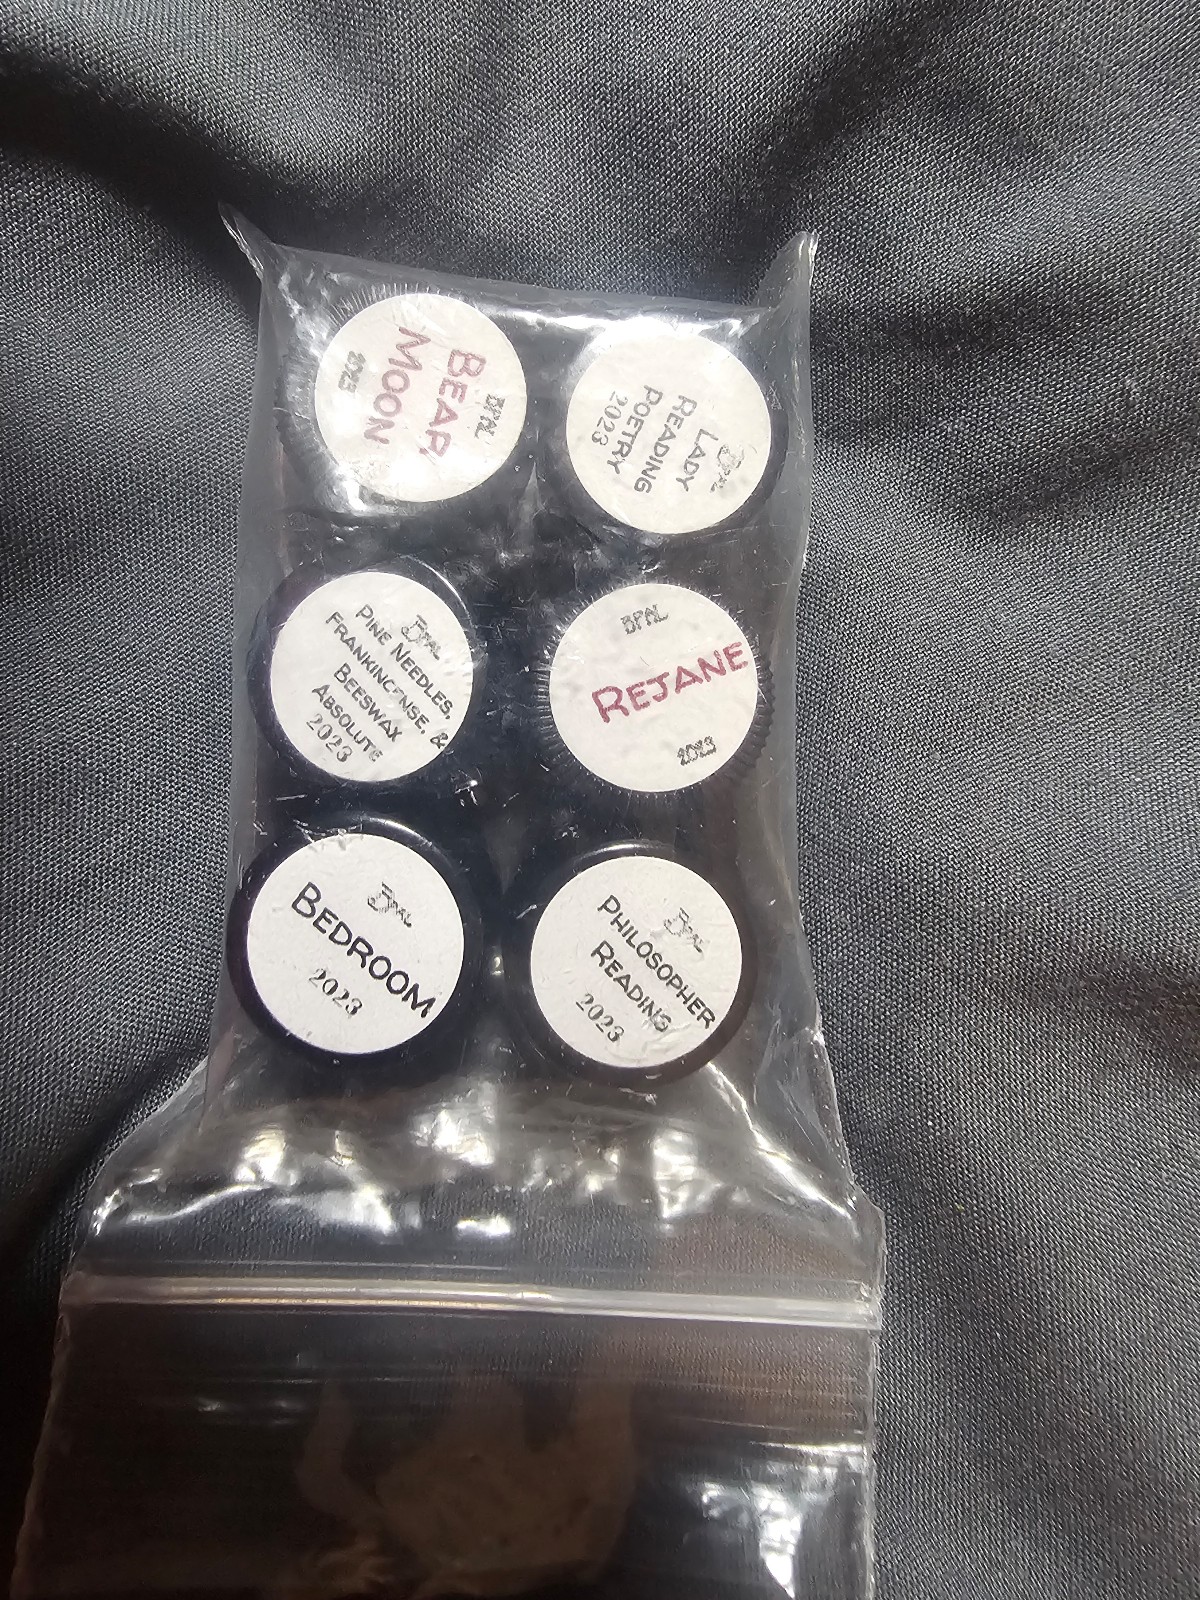 BPAL
BEAR
MOON
2023
BPAL
LADY
READING
POETRY
2023
BPAL
PINE NEEDLES,
FRANKINCENSE, &
BEESWAX
ABSOLUTE
2023
BPAL
REJANE
2023
BPAL
BEDROOM
2023
BPAL
PHILOSOPHER
READING
2023